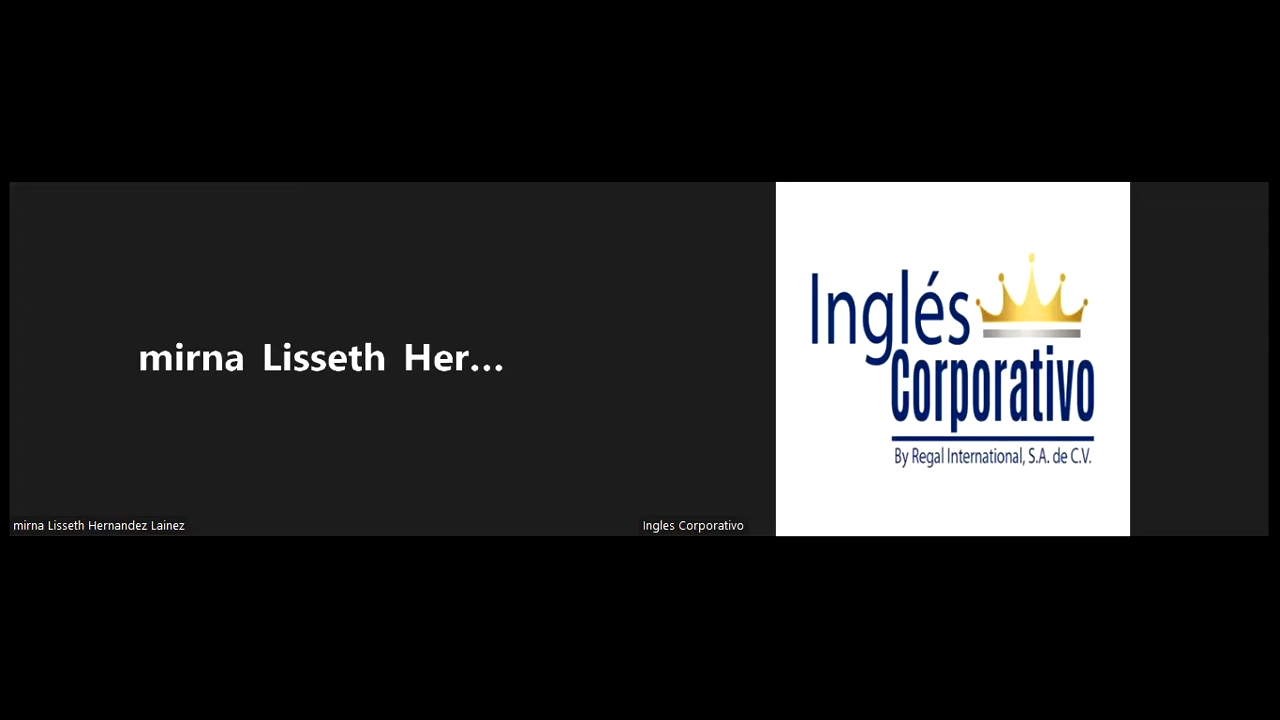 mirna Lisseth Her...
mirna Lisseth Hernandez Lainez
Inglés
Corporativo
By Regal International, S.A. de C.V.
Ingles Corporativo